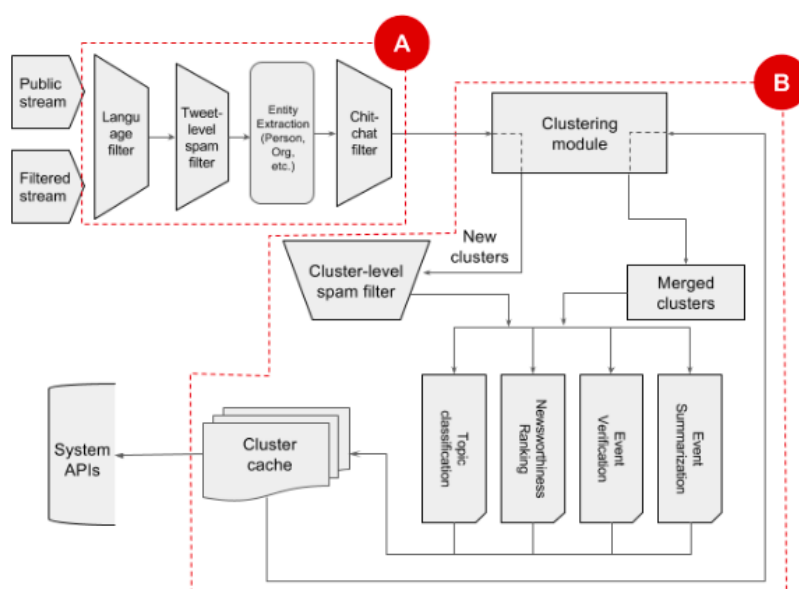 A
B
Public
stream
Filtered
stream
Langu
age
filter
Tweet-
level
spam
filter
Entity
Extraction
(Person,
Org,
etc.)
Chit-
chat
filter
Clustering
module
New
clusters
Cluster-level
spam filter
Merged
clusters
Topic
classification
Newsworthiness
Ranking
Event
Verification
Event
Summarization
Cluster
cache
System
APIs